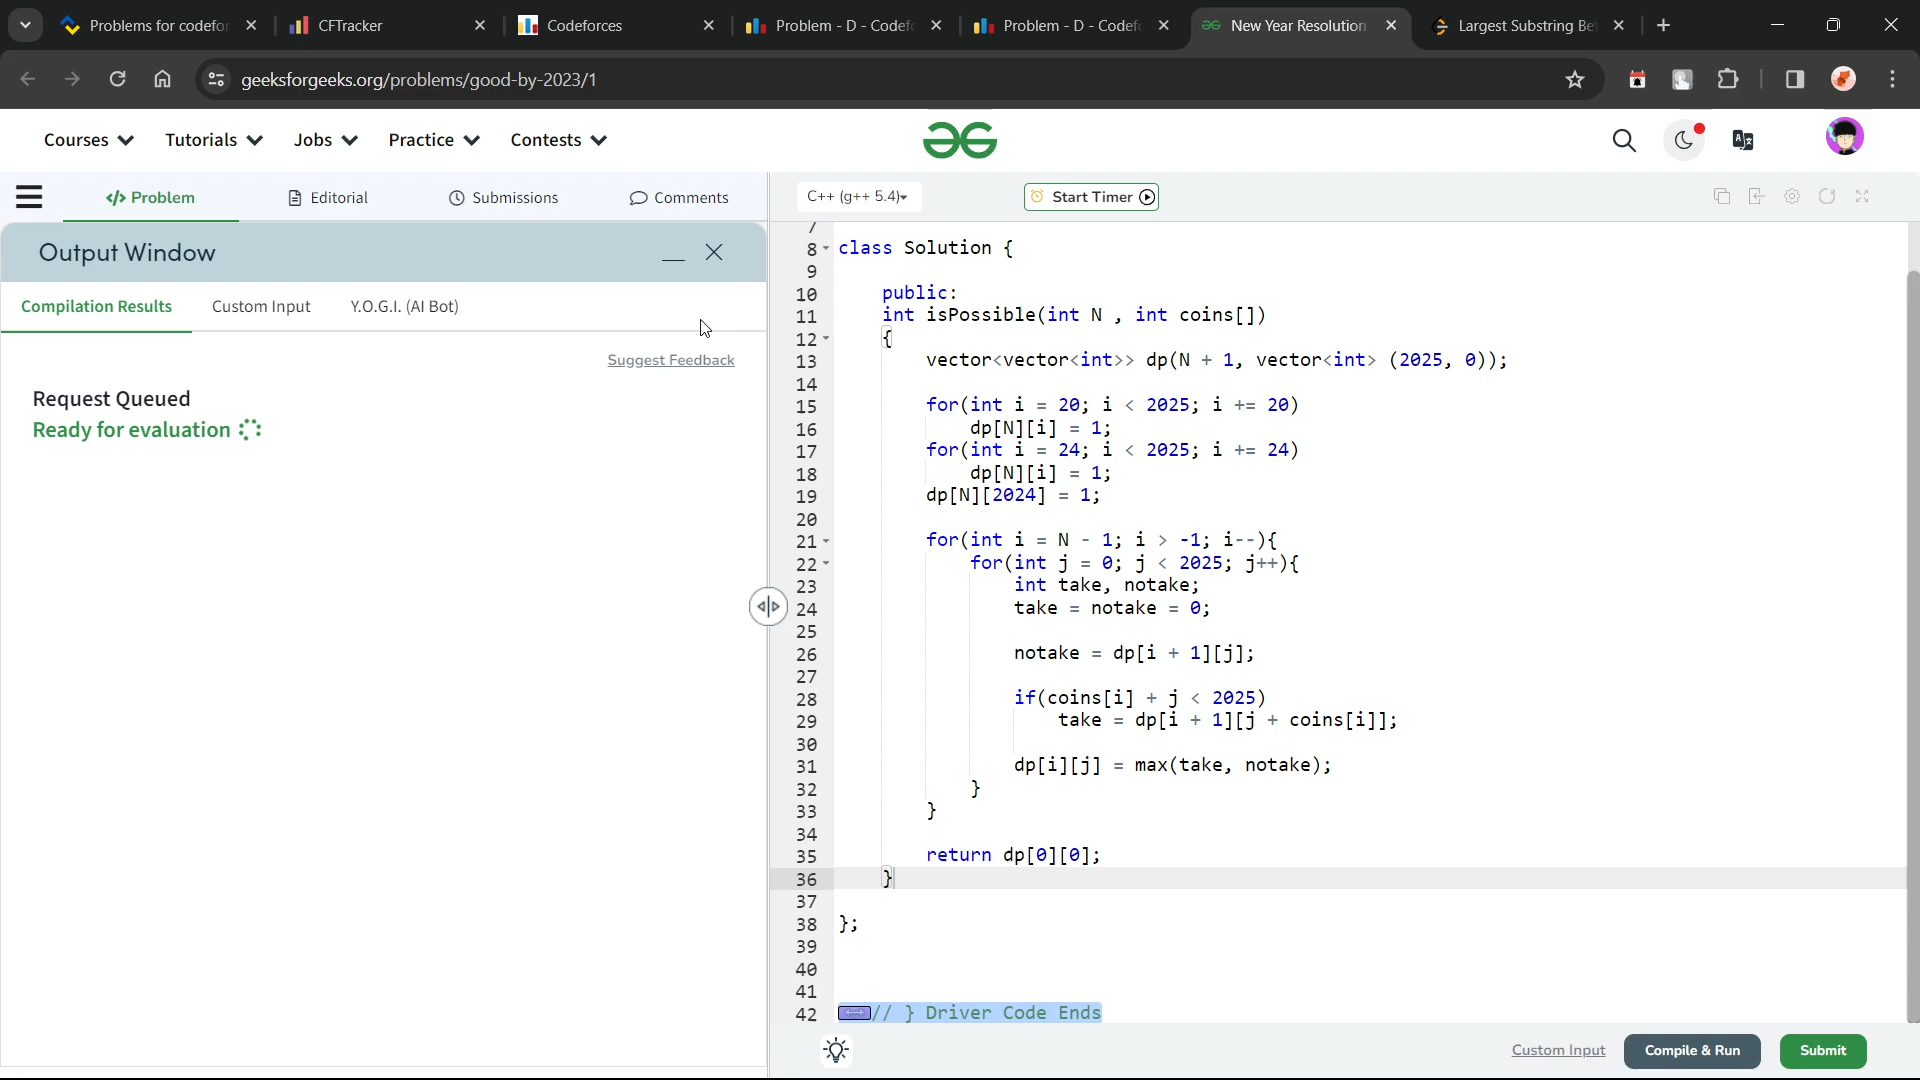 Problems for codefor
CFTracker
Codeforces
Problem - D - Codefo
Problem - D - Codefo
New Year Resolution
Largest Substring Be
geeksforgeeks.org/problems/good-by-2023/1
Courses Tutorials Jobs Practice Contests
</> Problem Editorial Submissions Comments
C++ (g++ 5.4) Start Timer
Output Window
Compilation Results Custom Input Y.O.G.I. (AI Bot)
Suggest Feedback
Request Queued
Ready for evaluation
7
8 class Solution {
9
10 public:
11 int isPossible(int N , int coins[])
12 {
13 vector<vector<int>> dp(N + 1, vector<int> (2025, 0));
14
15 for(int i = 20; i < 2025; i += 20)
16 dp[N][i] = 1;
17 for(int i = 24; i < 2025; i += 24)
18 dp[N][i] = 1;
19 dp[N][2024] = 1;
20
21 for(int i = N - 1; i > -1; i--){
22 for(int j = 0; j < 2025; j++){
23 int take, notake;
24 take = notake = 0;
25
26 notake = dp[i + 1][j];
27
28 if(coins[i] + j < 2025)
29 take = dp[i + 1][j + coins[i]];
30
31 dp[i][j] = max(take, notake);
32 }
33 }
34
35 return dp[0][0];
36 }
37
38 };
39
40
41
42 // } Driver Code Ends
Custom Input Compile & Run Submit